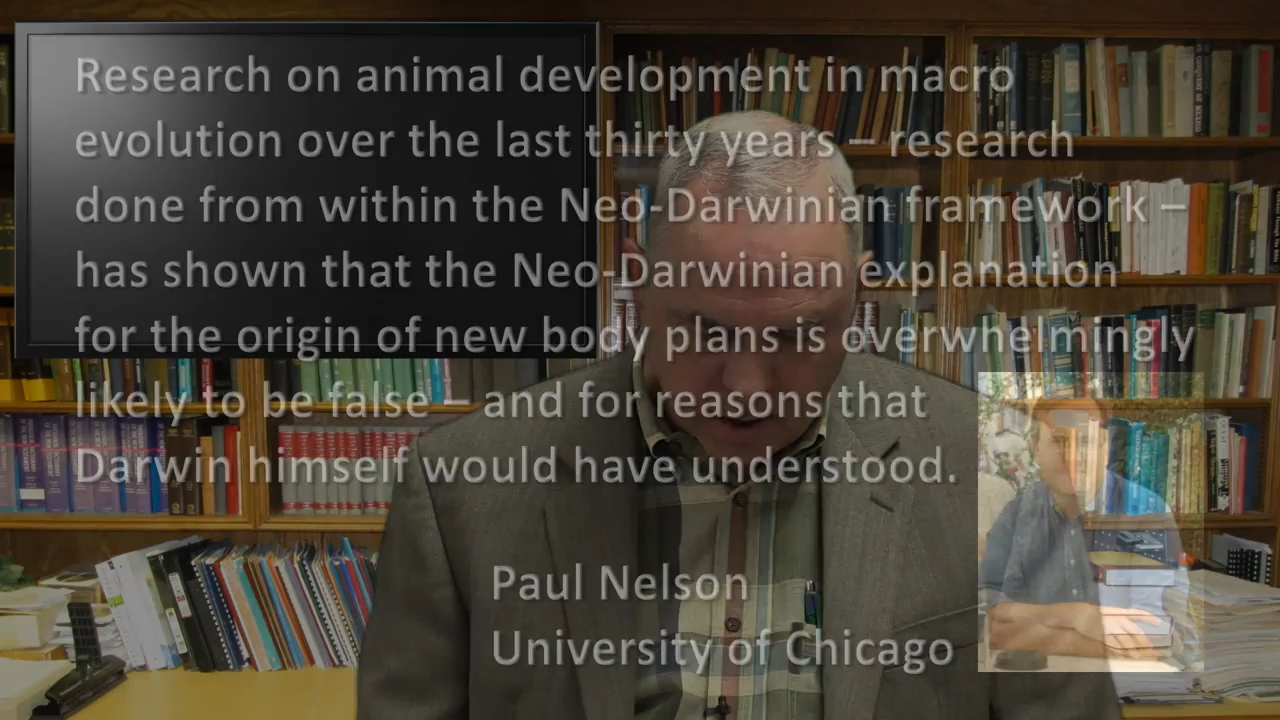 Research on animal development in macro
evolution over the last thirty years – research
done from within the Neo-Darwinian framework –
has shown that the Neo-Darwinian explanation
for the origin of new body plans is overwhelmingly
likely to be false – and for reasons that
Darwin himself would have understood.
Paul Nelson
University of Chicago